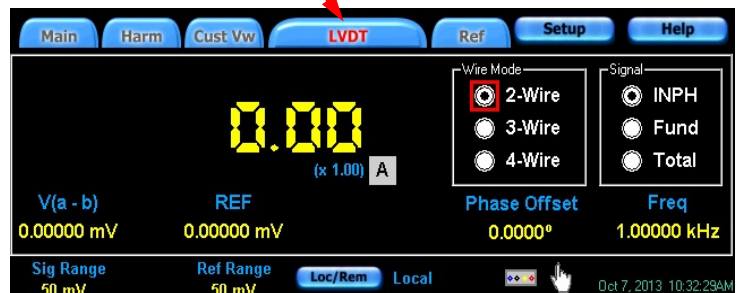 Main Harm Cust Vw LVDT Ref Setup Help
Wire Mode Signal
2-Wire INPH
3-Wire Fund
4-Wire Total
0.00
(x 1.00) A
V(a - b) REF Phase Offset Freq
0.00000 mV 0.00000 mV 0.0000° 1.00000 kHz
Sig Range Ref Range Loc/Rem Local
50 mV 50 mV Oct 7, 2013 10:32:29AM